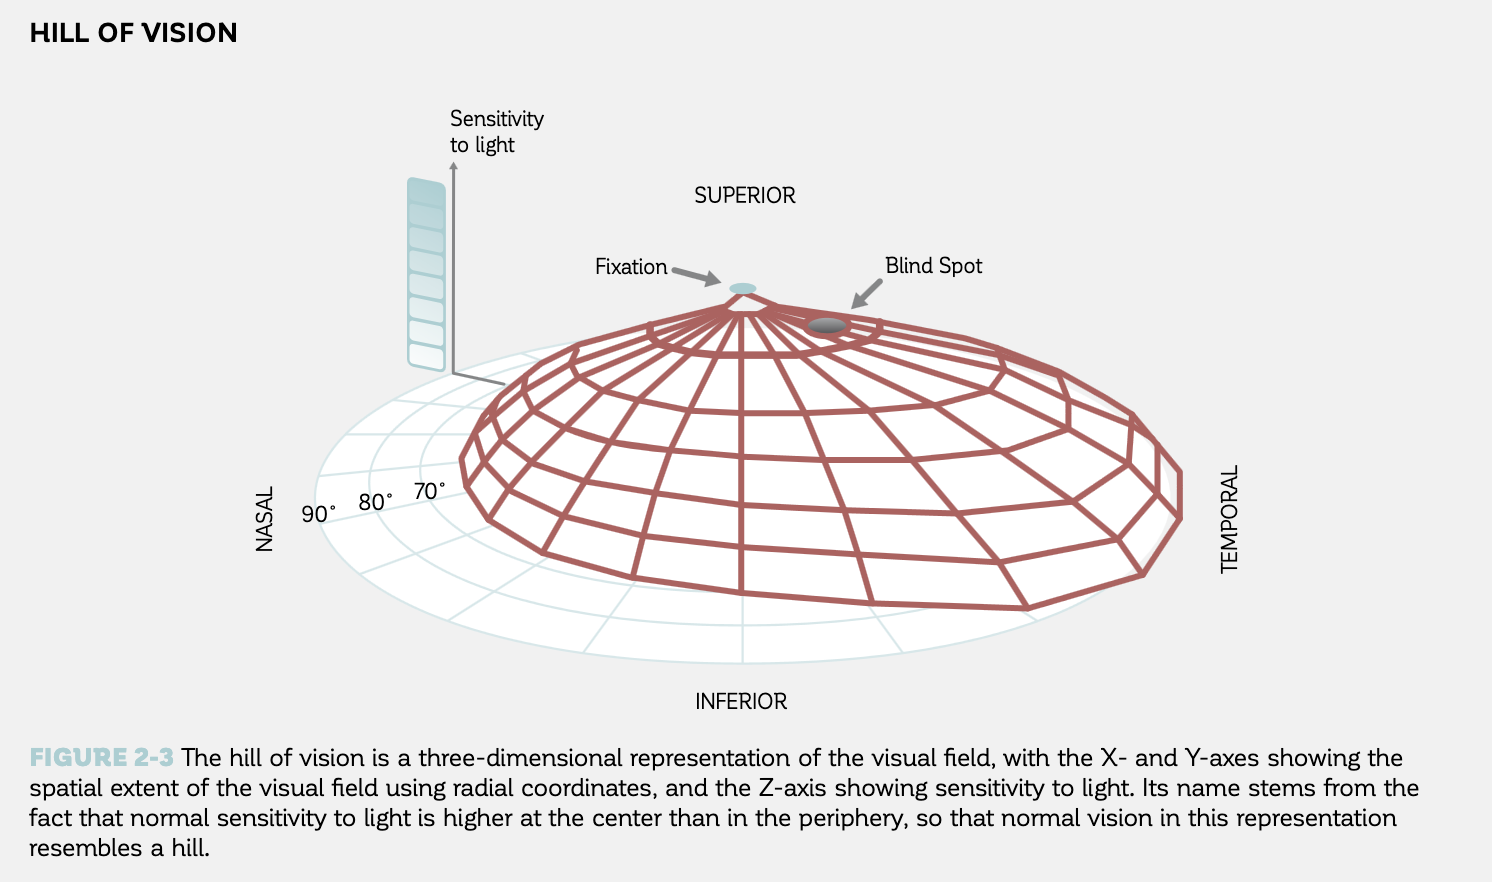 HILL OF VISION
Sensitivity
to light
SUPERIOR
Fixation
Blind Spot
NASAL
90°
80°
70°
TEMPORAL
INFERIOR
FIGURE 2-3 The hill of vision is a three-dimensional representation of the visual field, with the X- and Y-axes showing the
spatial extent of the visual field using radial coordinates, and the Z-axis showing sensitivity to light. Its name stems from the
fact that normal sensitivity to light is higher at the center than in the periphery, so that normal vision in this representation
resembles a hill.